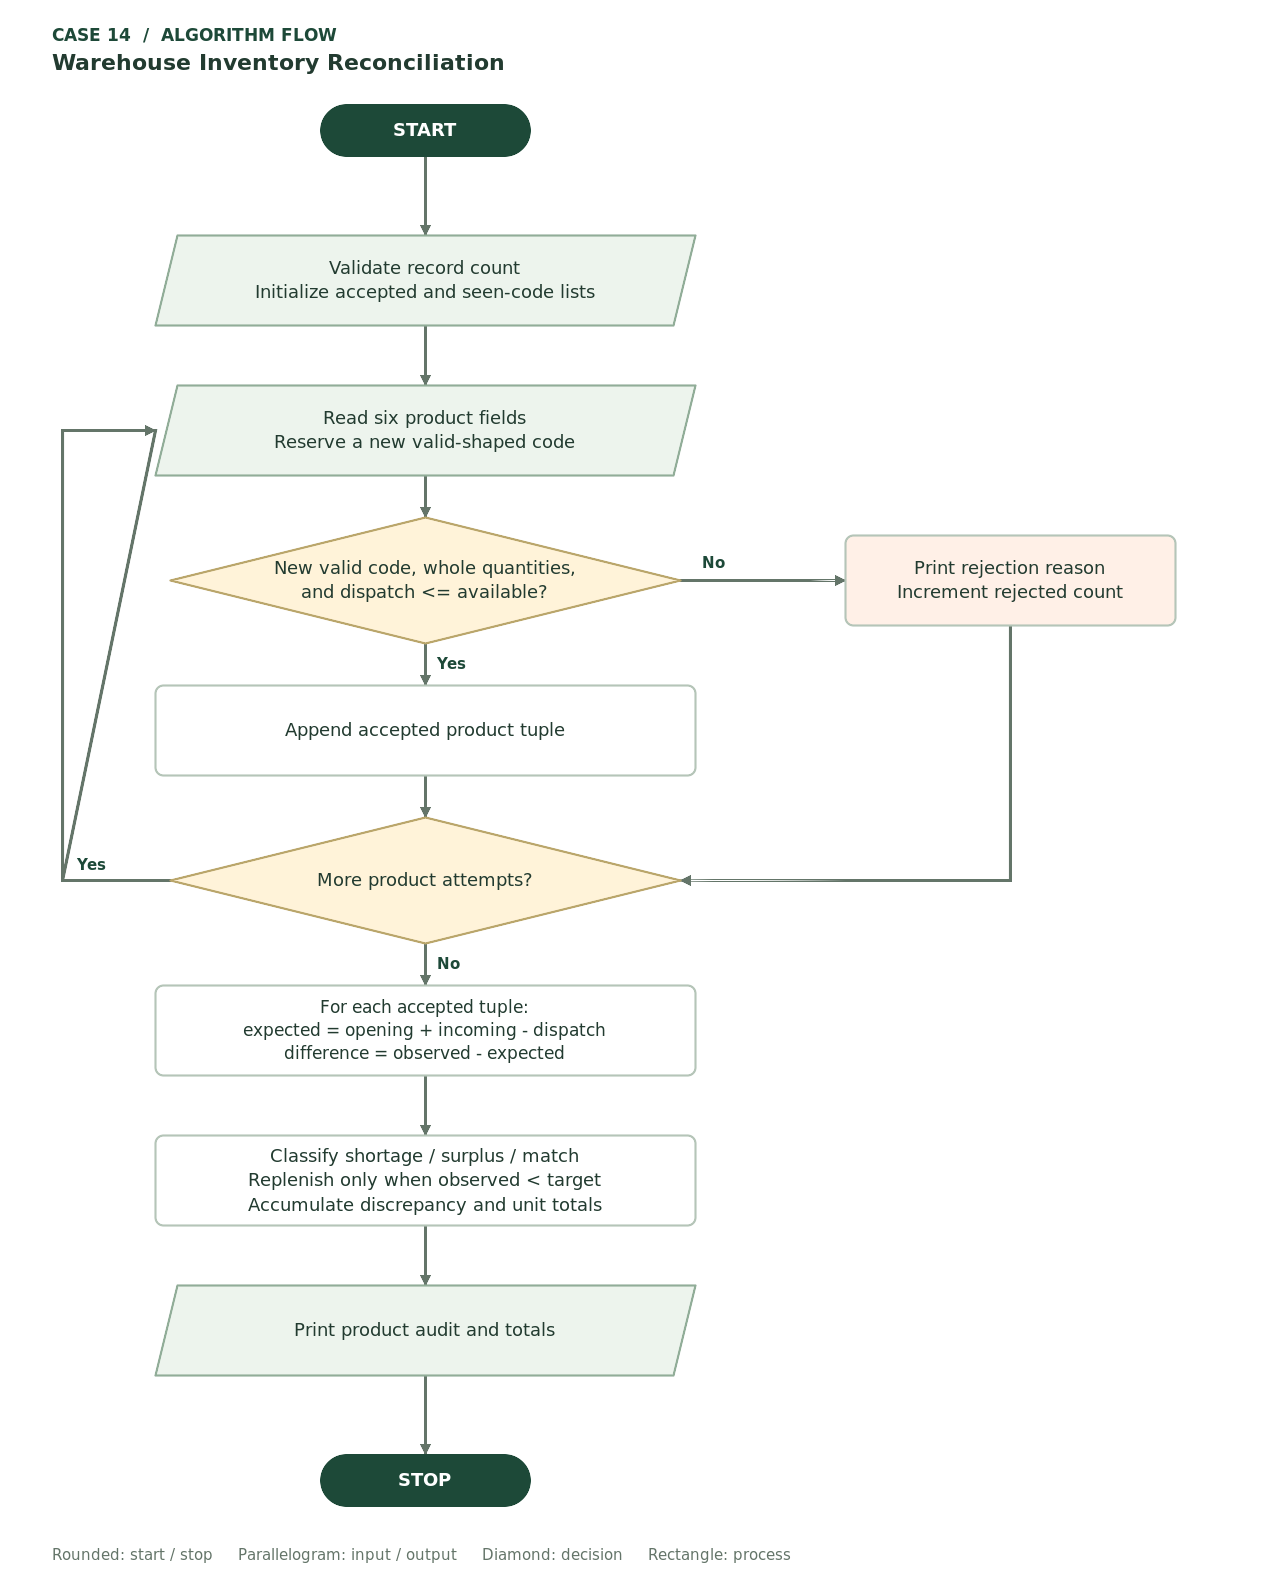 CASE 14 / ALGORITHM FLOW
Warehouse Inventory Reconciliation
START
Validate record count
Initialize accepted and seen-code lists
Read six product fields
Reserve a new valid-shaped code
New valid code, whole quantities,
and dispatch <= available?
No
Print rejection reason
Increment rejected count
Yes
Append accepted product tuple
More product attempts?
Yes
No
For each accepted tuple:
expected = opening + incoming - dispatch
difference = observed - expected
Classify shortage / surplus / match
Replenish only when observed < target
Accumulate discrepancy and unit totals
Print product audit and totals
STOP
Rounded: start / stop Parallelogram: input / output Diamond: decision Rectangle: process